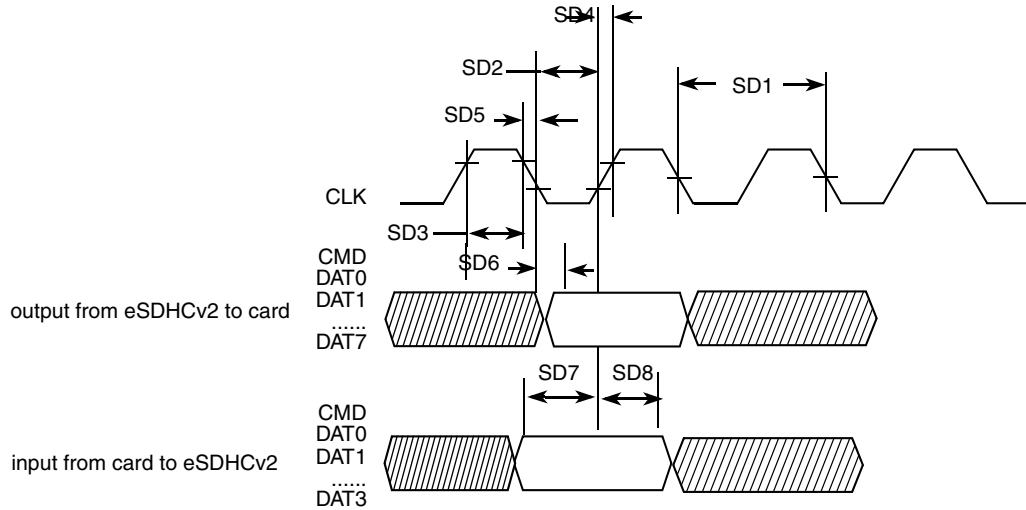 SD4
SD2
SD1
SD5
CLK
SD3
CMD
SD6
DAT0
output from eSDHCv2 to card
DAT1
......
DAT7
SD7
SD8
CMD
DAT0
input from card to eSDHCv2
DAT1
......
DAT3